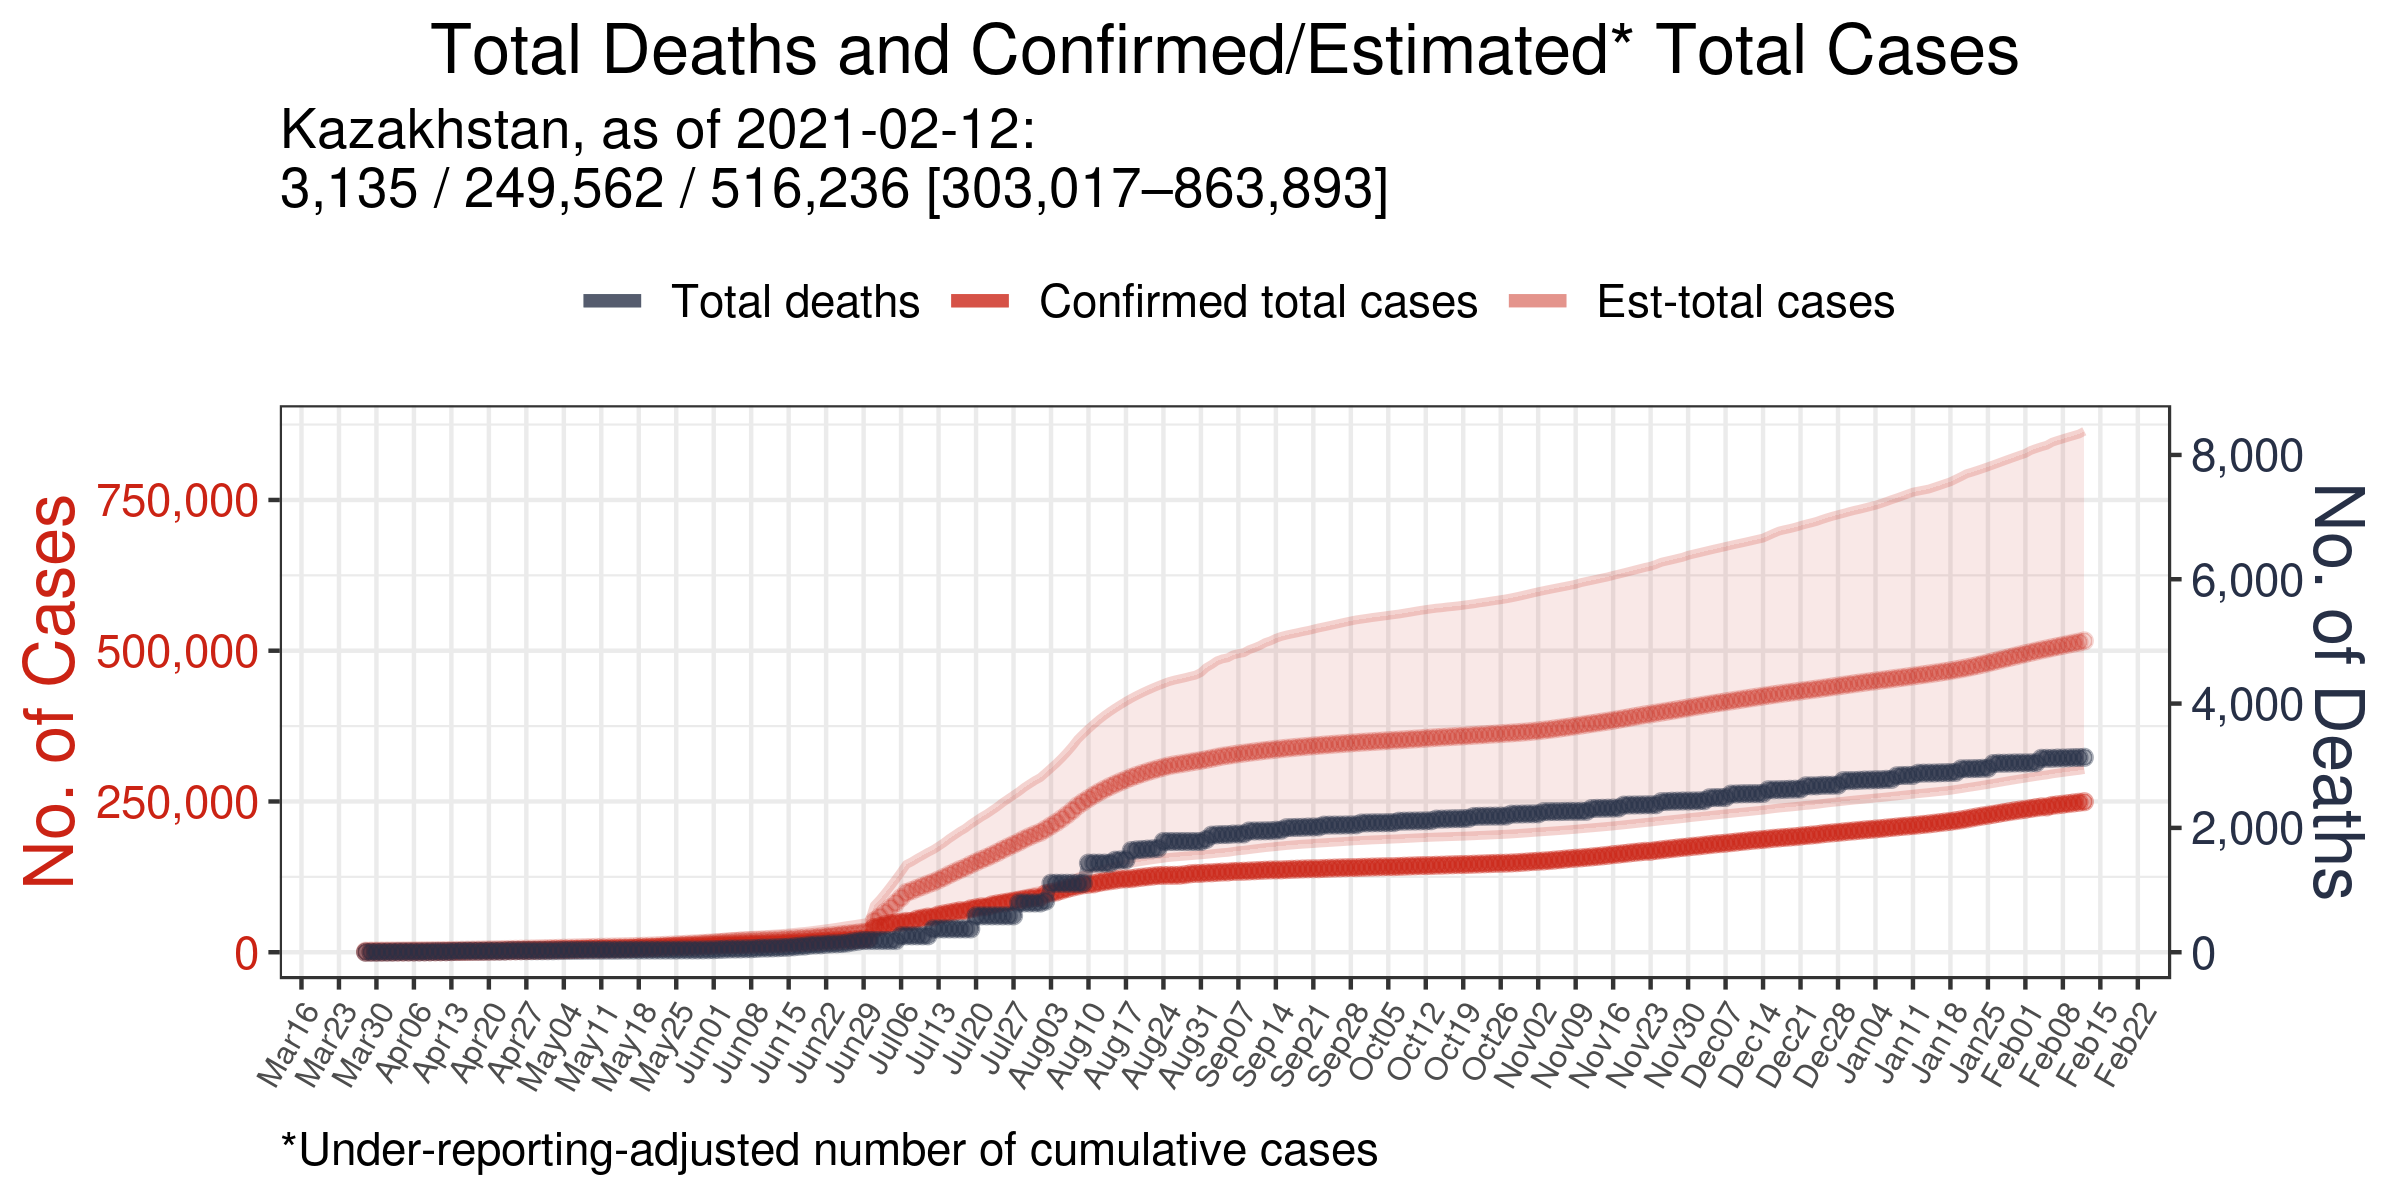 Total Deaths and Confirmed/Estimated* Total Cases
Kazakhstan, as of 2021-02-12:
3,135 / 249,562 / 516,236 [303,017–863,893]
Total deaths
Confirmed total cases
Est-total cases
No. of Cases
750,000
500,000
250,000
0
8,000
6,000
4,000
2,000
0
No. of Deaths
Mar16
Mar23
Mar30
Apr06
Apr13
Apr20
Apr27
May04
May11
May18
May25
Jun01
Jun08
Jun15
Jun22
Jun29
Jul06
Jul13
Jul20
Jul27
Aug03
Aug10
Aug17
Aug24
Aug31
Sep07
Sep14
Sep21
Sep28
Oct05
Oct12
Oct19
Oct26
Nov02
Nov09
Nov16
Nov23
Nov30
Dec07
Dec14
Dec21
Dec28
Jan04
Jan11
Jan18
Jan25
Feb01
Feb08
Feb15
Feb22
*Under-reporting-adjusted number of cumulative cases